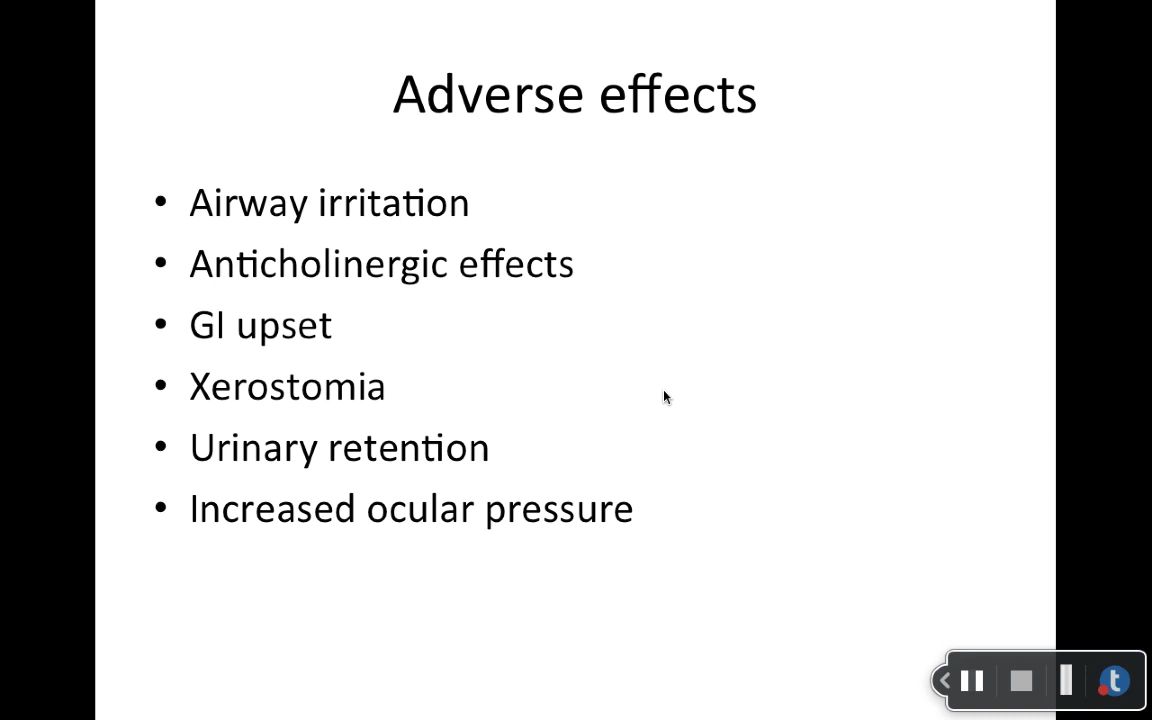 Adverse effects
• Airway irritation
• Anticholinergic effects
• GI upset
• Xerostomia
• Urinary retention
• Increased ocular pressure
t